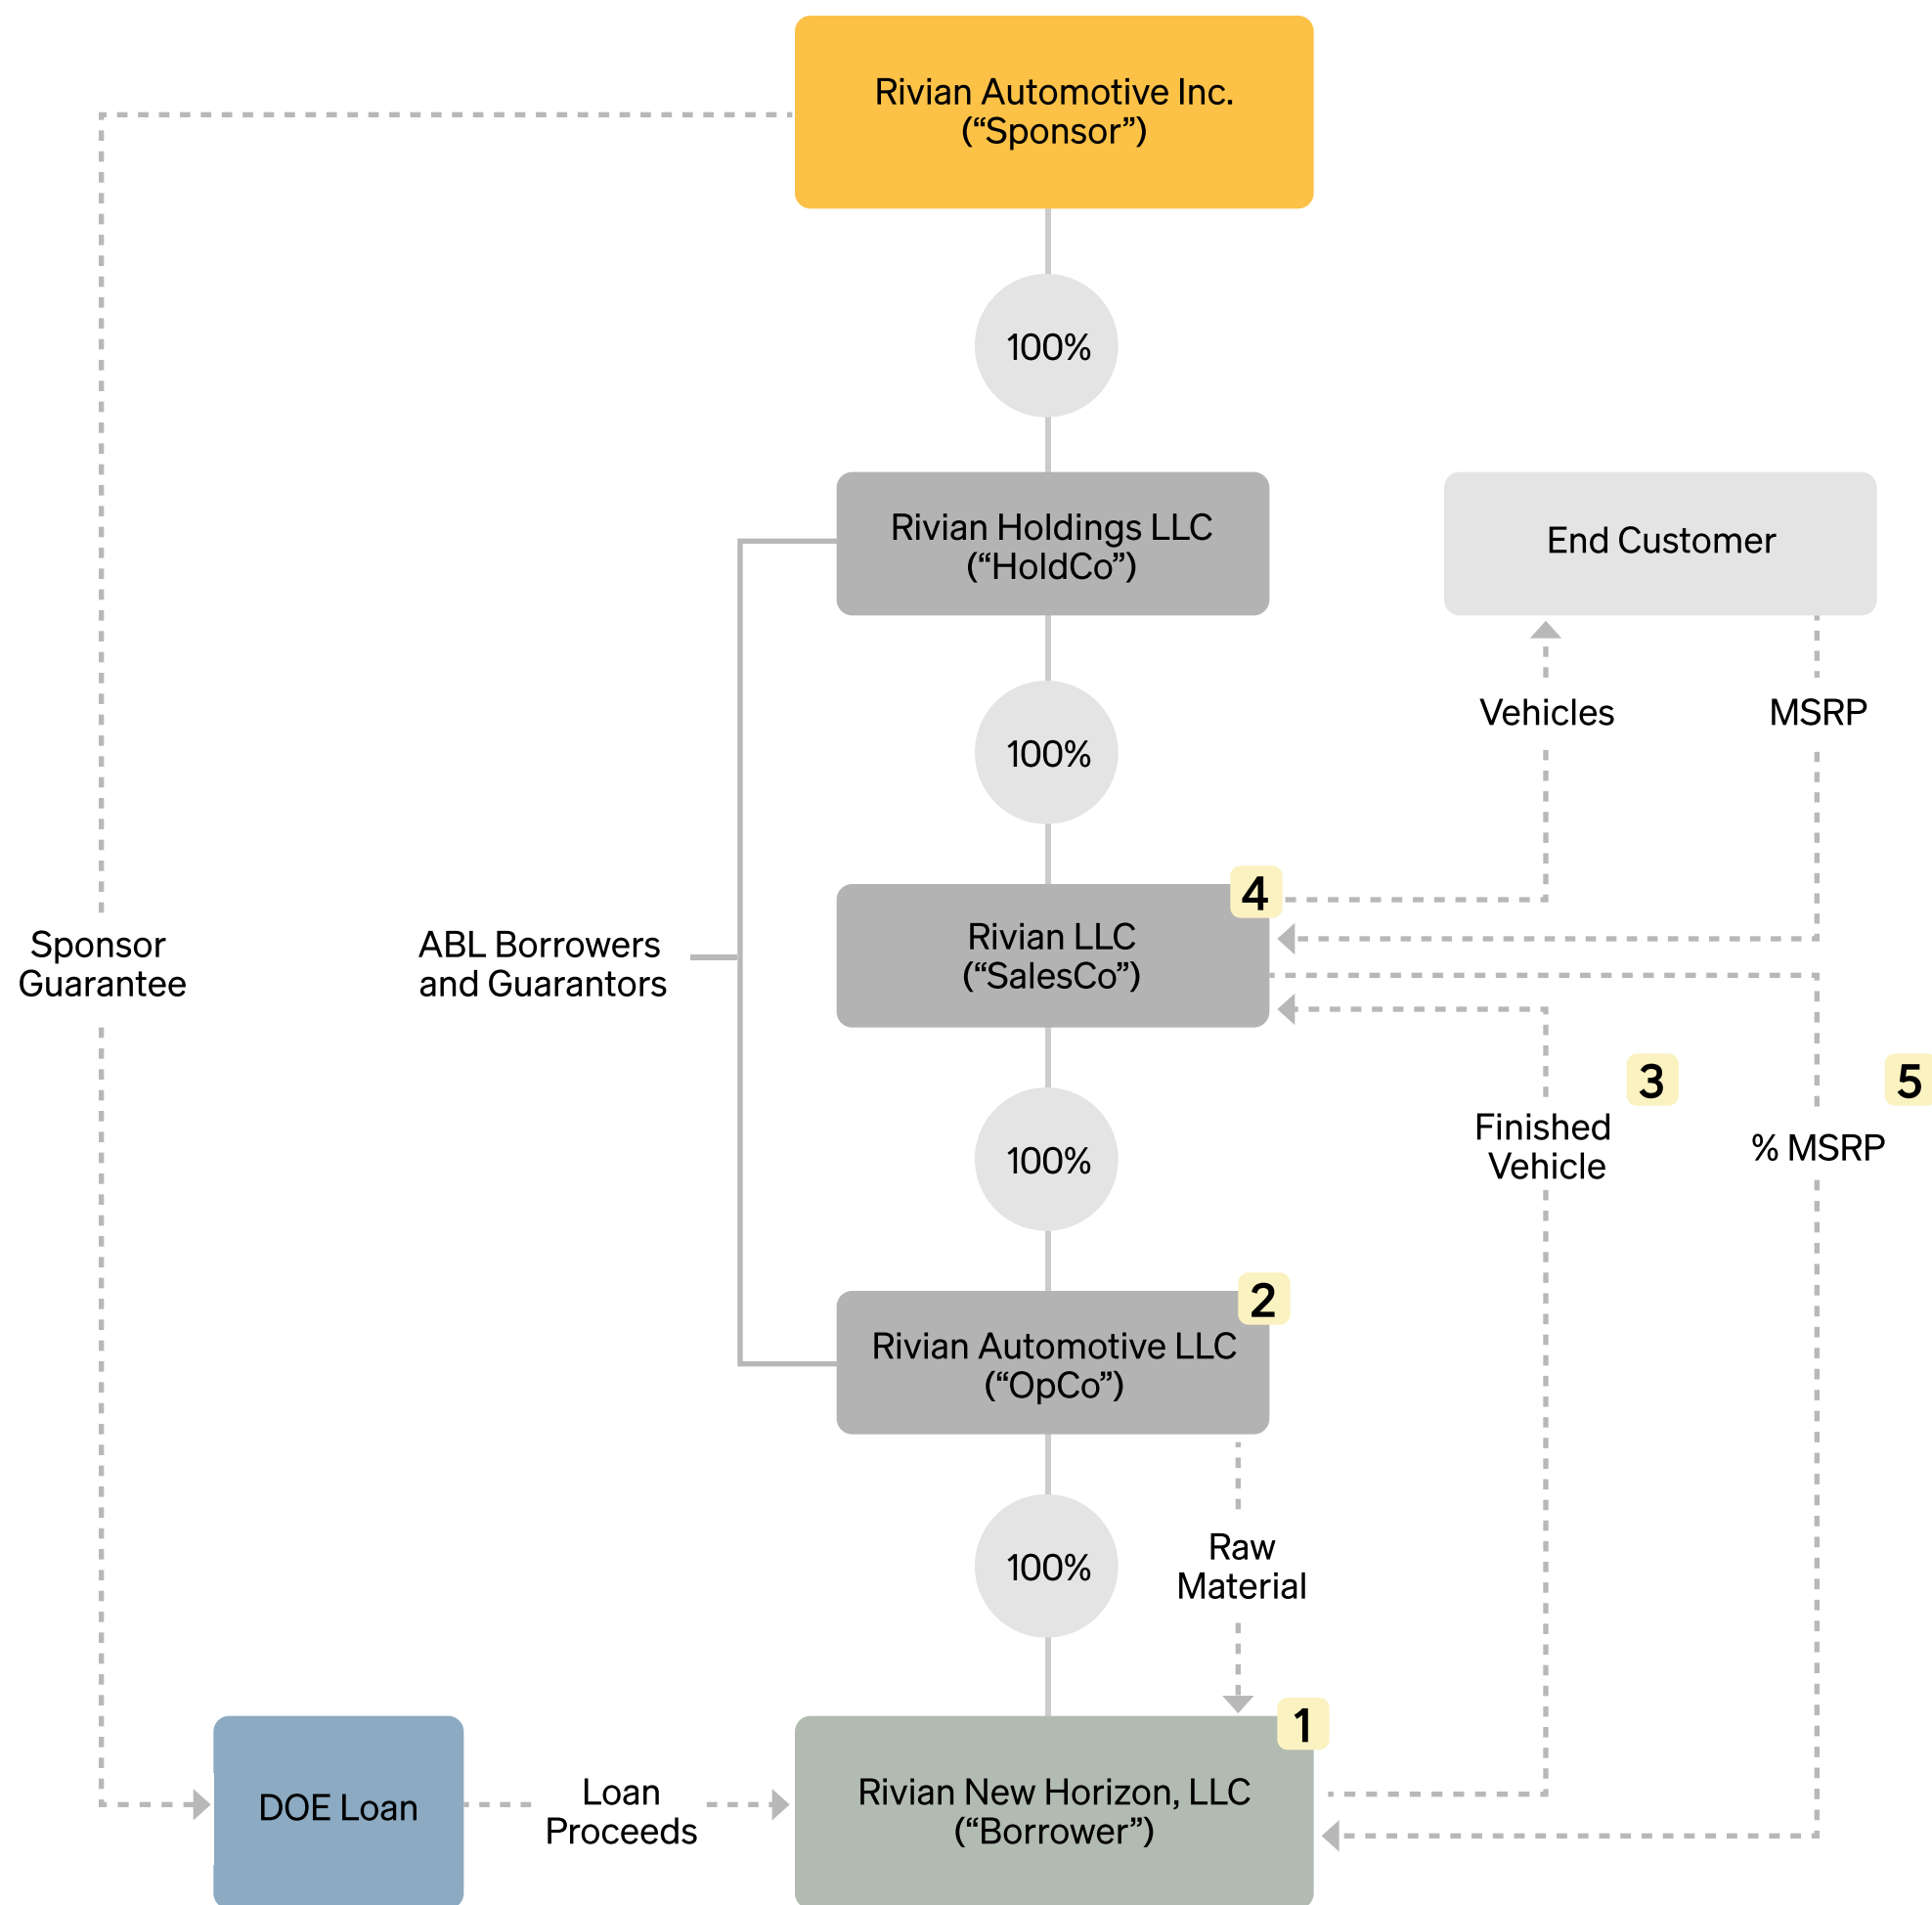 Rivian Automotive Inc.
(“Sponsor”)
100%
Rivian Holdings LLC
(“HoldCo”)
End Customer
Vehicles
MSRP
100%
4
Rivian LLC
(“SalesCo”)
Sponsor
Guarantee
ABL Borrowers
and Guarantors
3
5
Finished
Vehicle
% MSRP
100%
2
Rivian Automotive LLC
(“OpCo”)
100%
Raw
Material
1
DOE Loan
Loan
Proceeds
Rivian New Horizon, LLC
(“Borrower”)